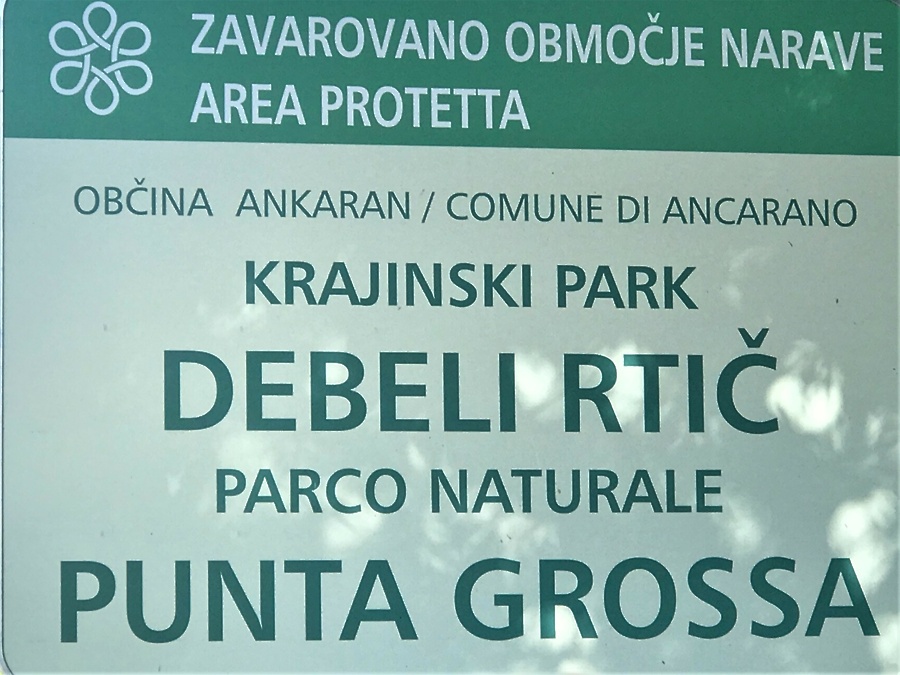 ZAVAROVANO OBMOČJE NARAVE
AREA PROTETTA
OBČINA ANKARAN / COMUNE DI ANCARANO
KRAJINSKI PARK
DEBELI RTIČ
PARCO NATURALE
PUNTA GROSSA